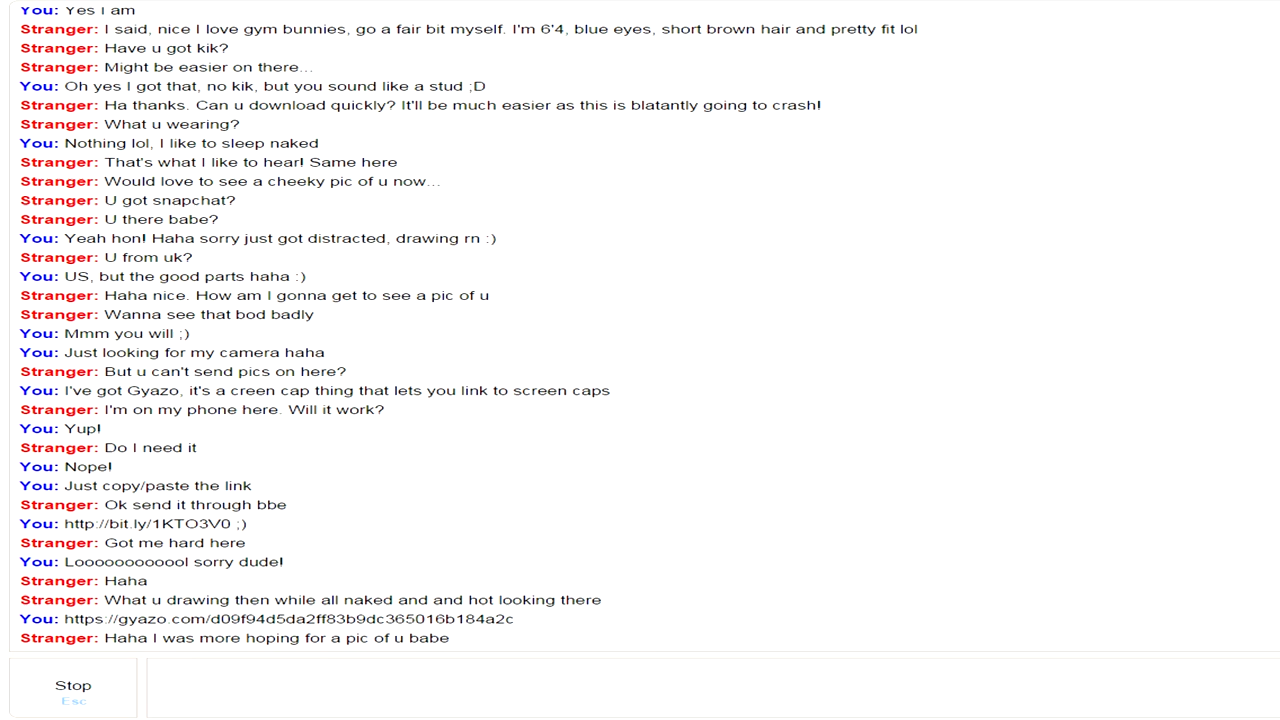 You: Yes I am
Stranger: I said, nice I love gym bunnies, go a fair bit myself. I'm 6'4, blue eyes, short brown hair and pretty fit lol
Stranger: Have u got kik?
Stranger: Might be easier on there...
You: Oh yes I got that, no kik, but you sound like a stud ;D
Stranger: Ha thanks. Can u download quickly? It'll be much easier as this is blatantly going to crash!
Stranger: What u wearing?
You: Nothing lol, I like to sleep naked
Stranger: That's what I like to hear! Same here
Stranger: Would love to see a cheeky pic of u now...
Stranger: U got snapchat?
Stranger: U there babe?
You: Yeah hon! Haha sorry just got distracted, drawing rn :)
Stranger: U from uk?
You: US, but the good parts haha :)
Stranger: Haha nice. How am I gonna get to see a pic of u
Stranger: Wanna see that bod badly
You: Mmm you will ;)
You: Just looking for my camera haha
Stranger: But u can't send pics on here?
You: I've got Gyazo, it's a creen cap thing that lets you link to screen caps
Stranger: I'm on my phone here. Will it work?
You: Yup!
Stranger: Do I need it
You: Nope!
You: Just copy/paste the link
Stranger: Ok send it through bbe
You: http://bit.ly/1KTO3V0 ;)
Stranger: Got me hard here
You: Looooooooooool sorry dude!
Stranger: Haha
Stranger: What u drawing then while all naked and and hot looking there
You: https://gyazo.com/d09f94d5da2ff83b9dc365016b184a2c
Stranger: Haha I was more hoping for a pic of u babe
Stop
Esc